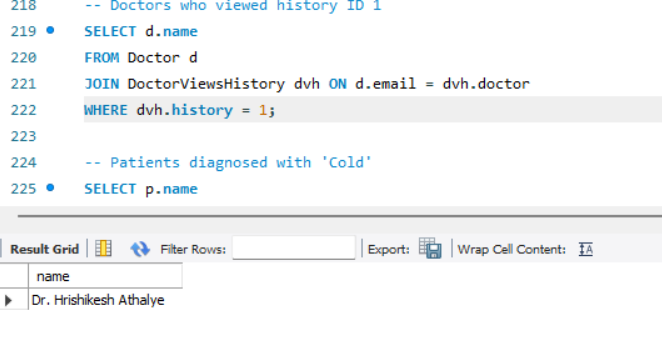 218 -- Doctors who viewed history ID 1
219 SELECT d.name
220 FROM Doctor d
221 JOIN DoctorViewsHistory dvh ON d.email = dvh.doctor
222 WHERE dvh.history = 1;
223
224 -- Patients diagnosed with 'Cold'
225 SELECT p.name
Result Grid Filter Rows: Export: Wrap Cell Content: IA
name
Dr. Hrishikesh Athalye